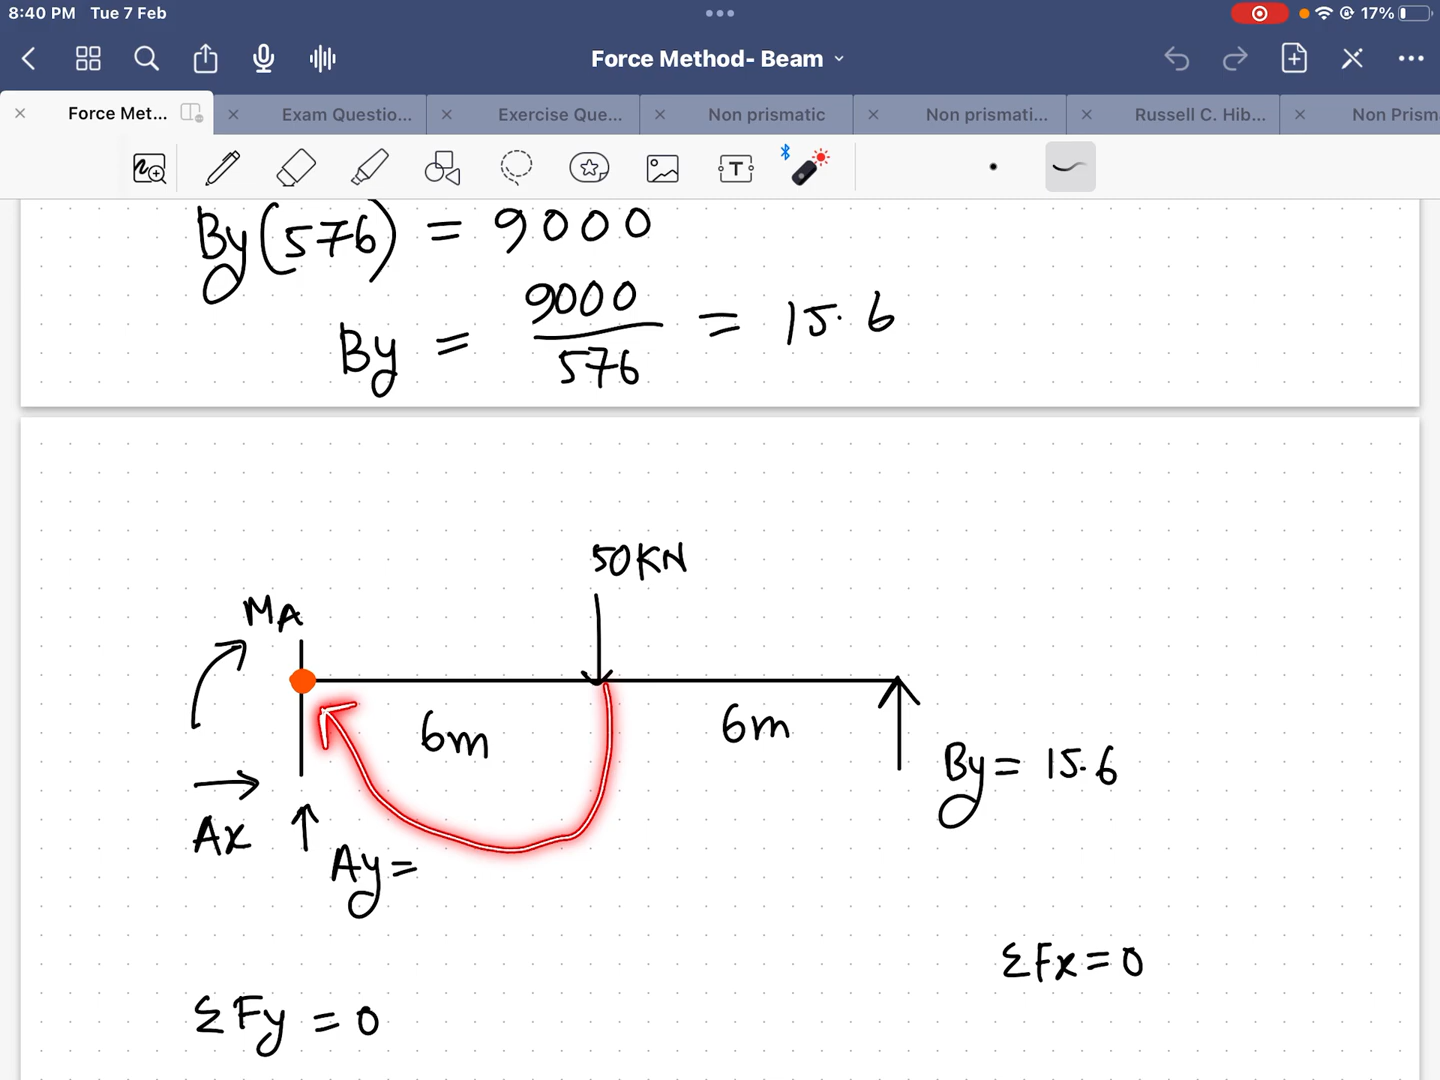 8:40 PM Tue 7 Feb
17%
Force Method- Beam
Force Met...
Exam Questio...
Exercise Que...
Non prismatic
Non prismati...
Russell C. Hib...
Non Prism
T
By(576) = 9000
By = 9000/576 = 15.6
50KN
MA
6m
6m
By = 15.6
Ax
Ay =
ΣFx = 0
ΣFy = 0